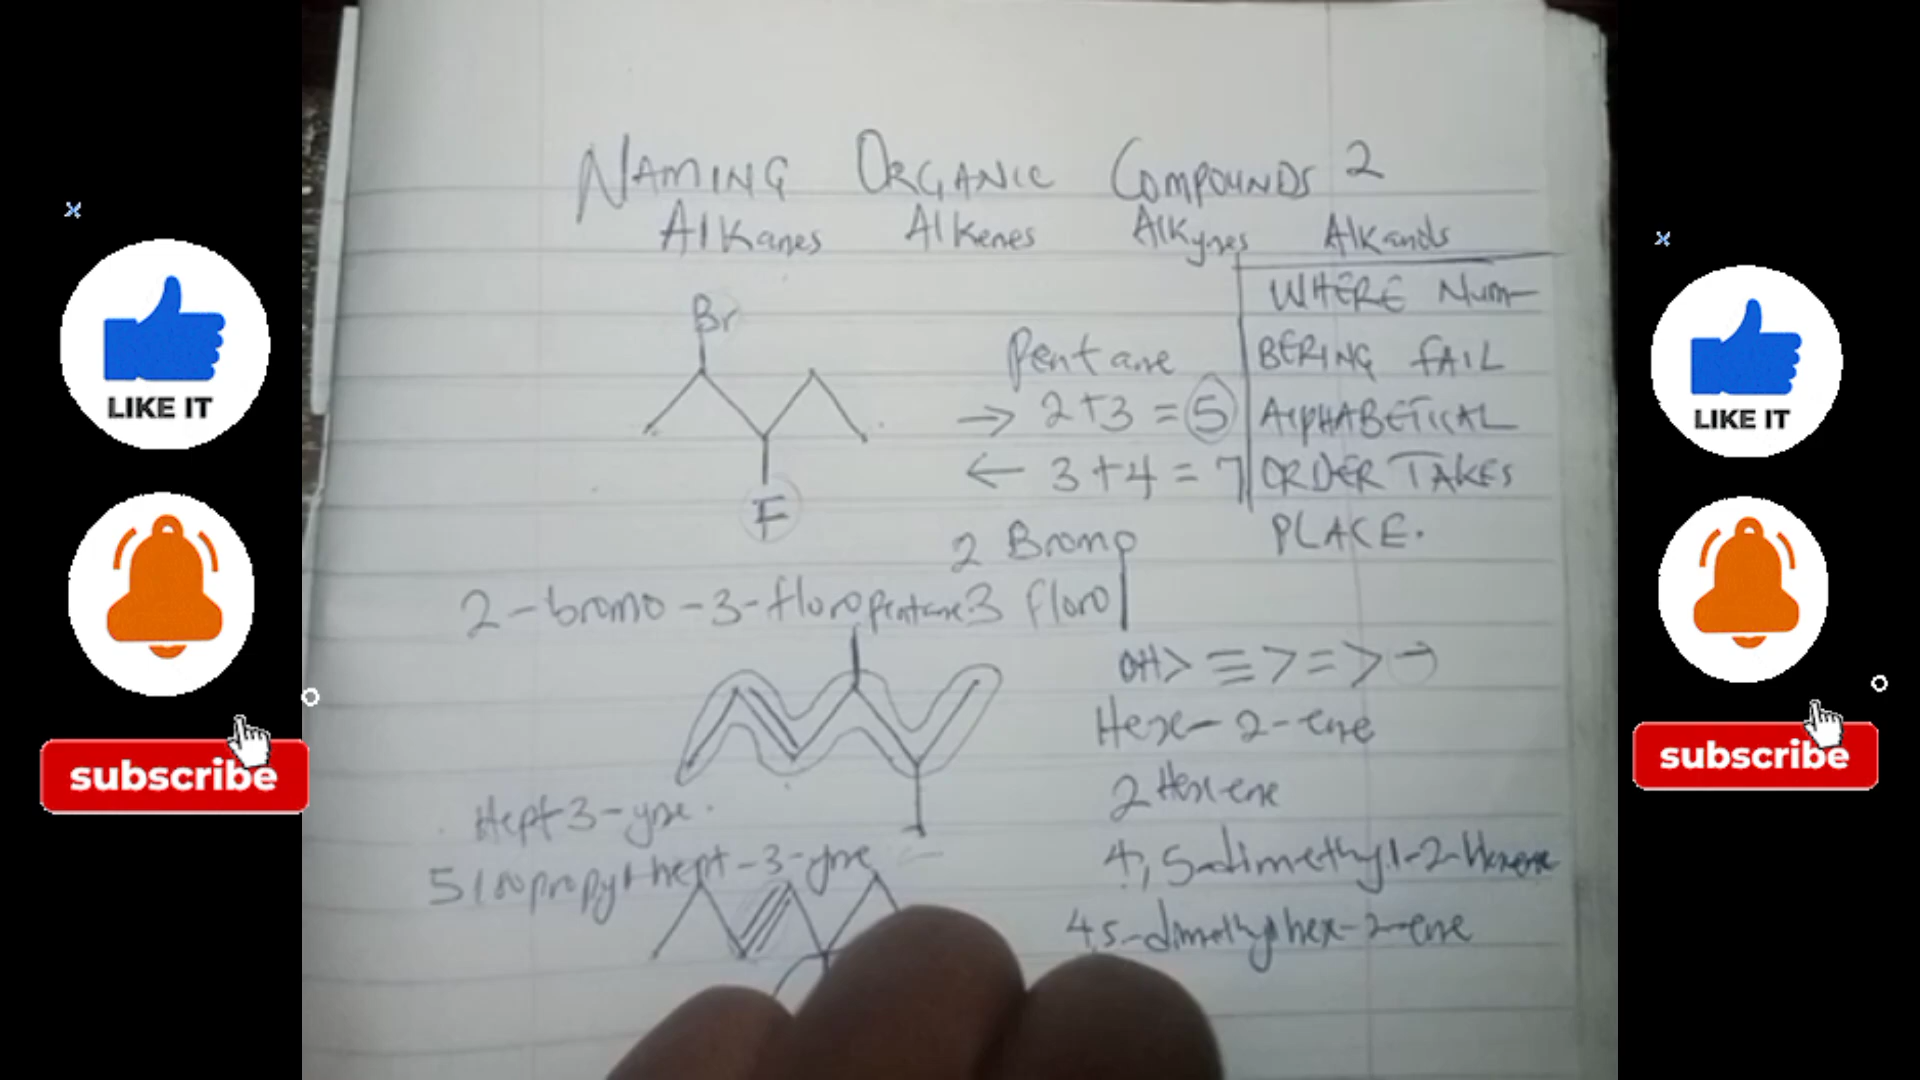 NAMING ORGANIC COMPOUNDS 2
Alkanes Alkenes Alkynes Alkanols
Br
F
Pentane
→ 2+3 = 5
← 3+4 = 7
WHERE NUM-
BERING FAIL
ALPHABETICAL
ORDER TAKES
PLACE.
2 Bromo
3 floro
2-bromo-3-floropentane
OH> ≡ > = > -
Hex-2-ene
2 Hexene
4, 5-dimethyl-2-Hexene
4,5-dimethylhex-2-ene
Hept 3-yne.
5 Isopropylhept-3-yne
LIKE IT
subscribe
LIKE IT
subscribe